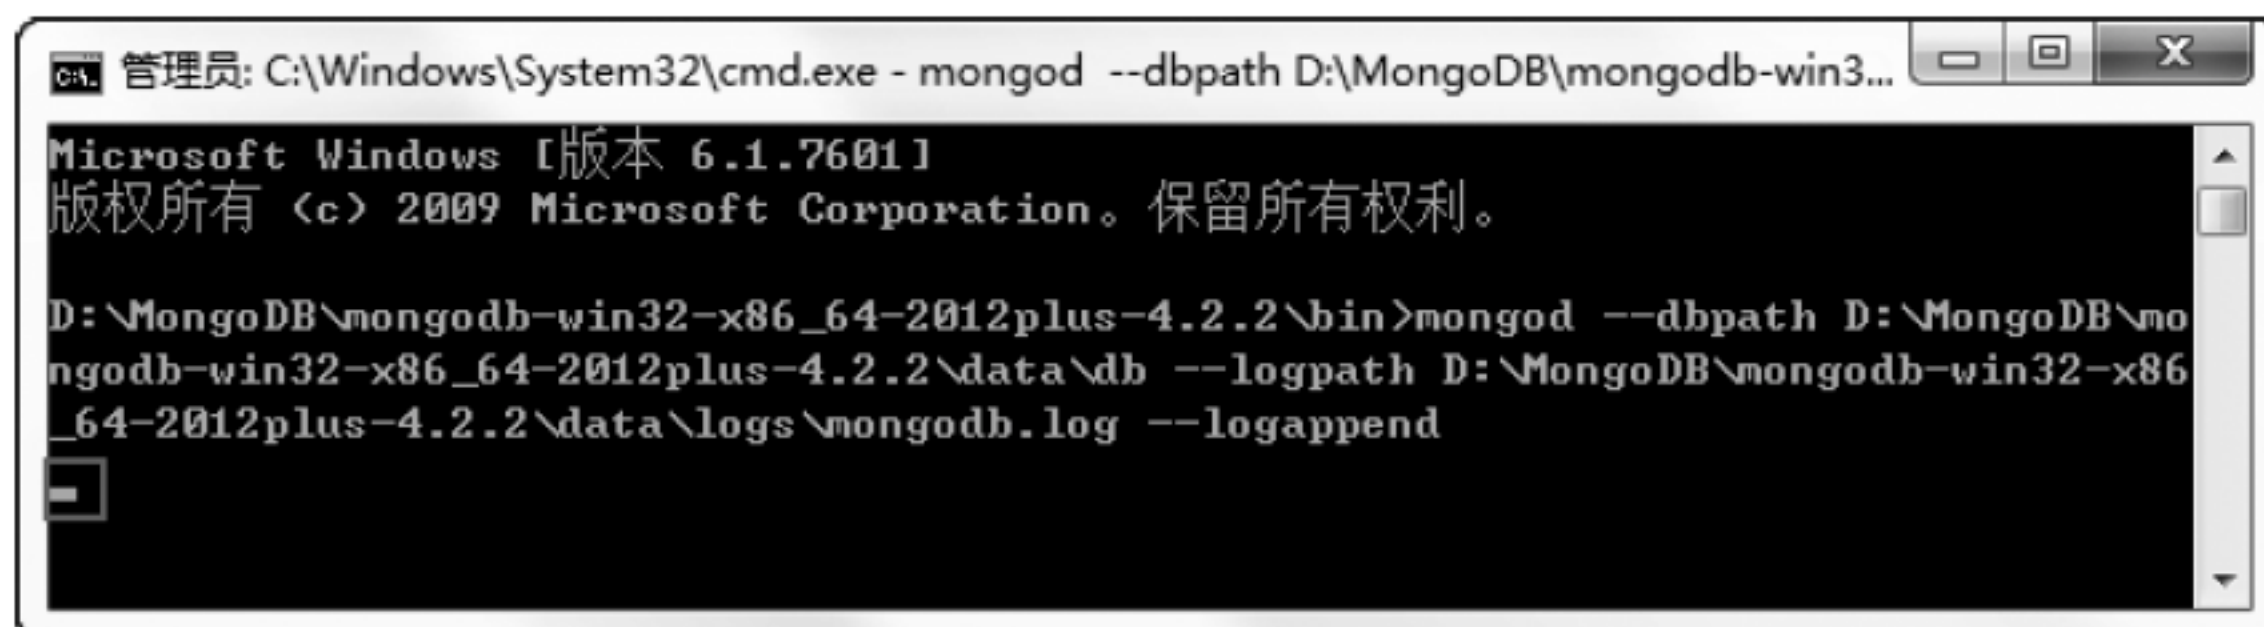 管理员: C:\Windows\System32\cmd.exe - mongod  --dbpath D:\MongoDB\mongodb-win3...
Microsoft Windows [版本 6.1.7601]
版权所有 (c) 2009 Microsoft Corporation。保留所有权利。
D:\MongoDB\mongodb-win32-x86_64-2012plus-4.2.2\bin>mongod --dbpath D:\MongoDB\mo
ngodb-win32-x86_64-2012plus-4.2.2\data\db --logpath D:\MongoDB\mongodb-win32-x86
_64-2012plus-4.2.2\data\logs\mongodb.log --logappend